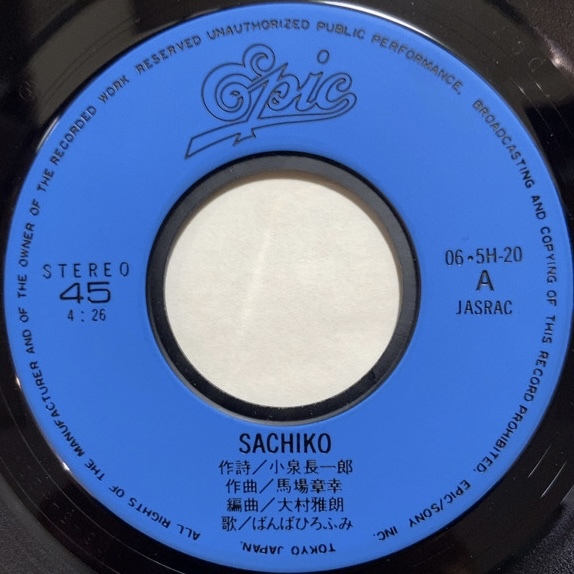 ALL RIGHTS OF THE MANUFACTURER AND OF THE OWNER OF THE RECORDED WORK RESERVED UNAUTHORIZED PUBLIC PERFORMANCE, BROADCASTING AND COPYING OF THIS RECORD PROHIBITED. EPIC/SONY INC. TOKYO JAPAN.
Epic
STEREO
45
4:26
06・5H-20
A
JASRAC
SACHIKO
作詩／小泉長一郎
作曲／馬場章幸
編曲／大村雅朗
歌／ばんばひろふみ